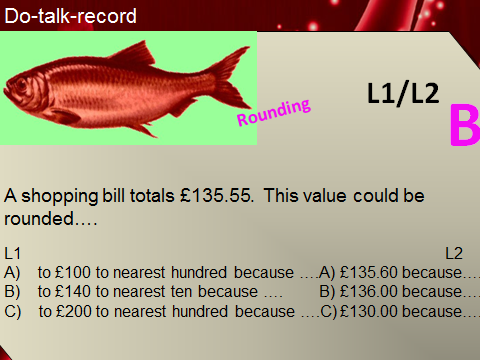 Do-talk-record
Rounding
L1/L2
B
A shopping bill totals £135.55. This value could be
rounded….
L1 L2
A) to £100 to nearest hundred because ….A) £135.60 because….
B) to £140 to nearest ten because …. B) £136.00 because….
C) to £200 to nearest hundred because ….C) £130.00 because….